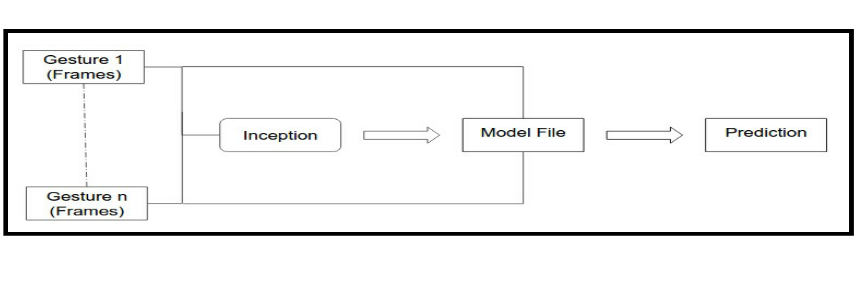 Gesture 1
(Frames)
Inception
Model File
Prediction
Gesture n
(Frames)